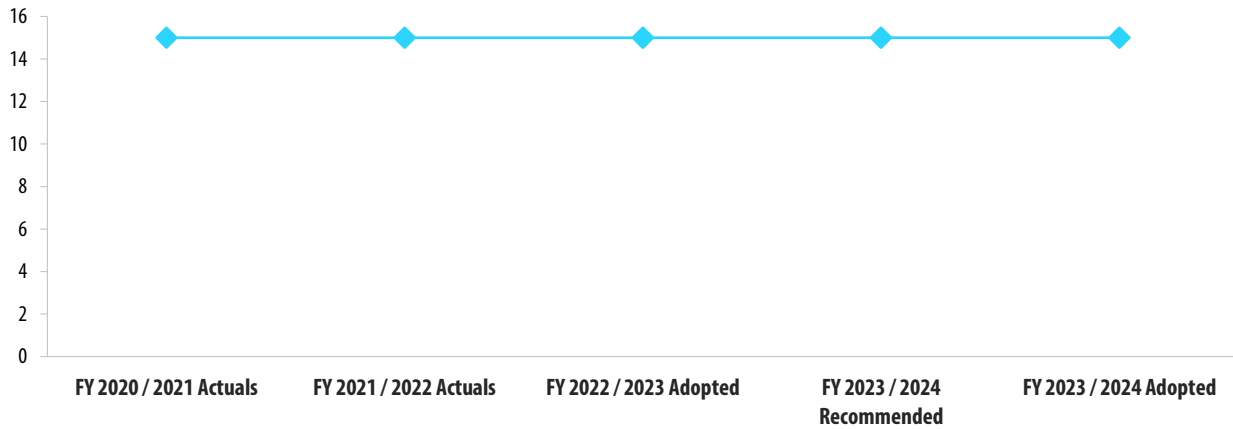 16
14
12
10
8
6
4
2
0
FY 2020 / 2021 Actuals
FY 2021 / 2022 Actuals
FY 2022 / 2023 Adopted
FY 2023 / 2024
Recommended
FY 2023 / 2024 Adopted